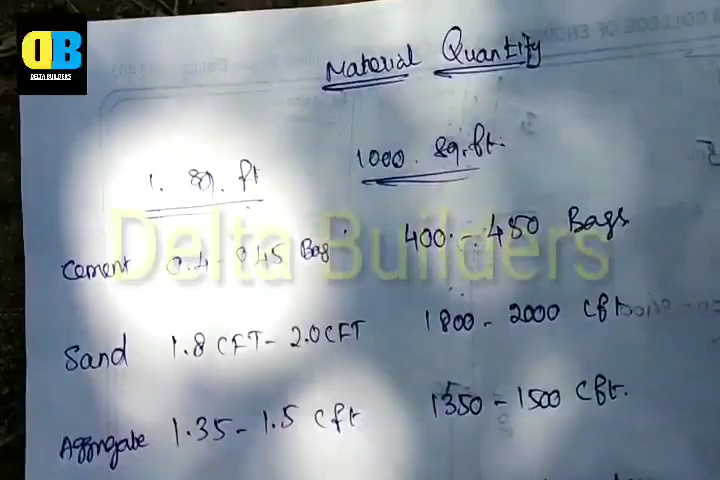 DB
DELTA BUILDERS
Material Quantity
1. sq. ft 1000. sq.ft.
Delta Builders
Cement 0.4 - 0.45 Bag 400 - 450 Bags
Sand 1.8 CFT - 2.0 CFT 1800 - 2000 cft
Aggrigate 1.35 - 1.5 cft 1350 - 1500 cft.